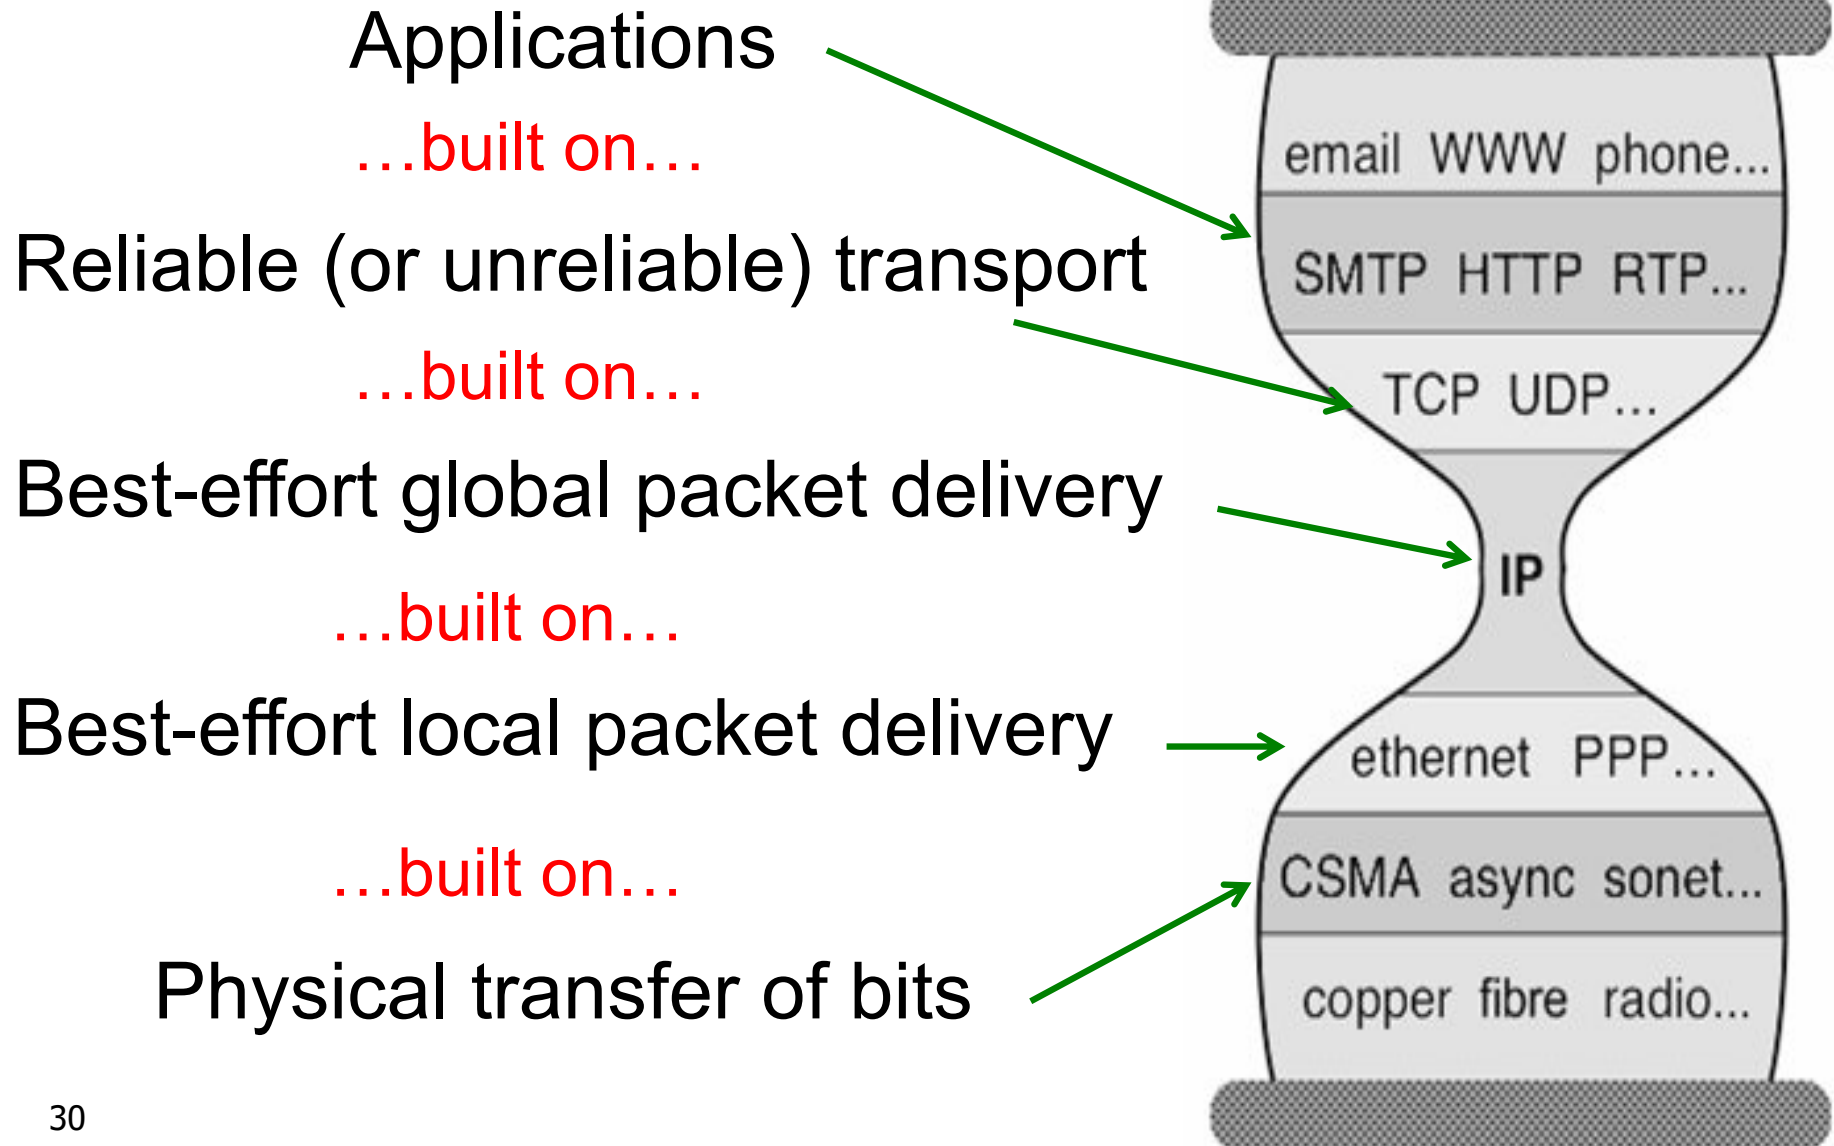 Applications
…built on…
Reliable (or unreliable) transport
…built on…
Best-effort global packet delivery
…built on…
Best-effort local packet delivery
…built on…
Physical transfer of bits
30
email WWW phone...
SMTP HTTP RTP...
TCP UDP…
IP
ethernet PPP…
CSMA async sonet...
copper fibre radio...